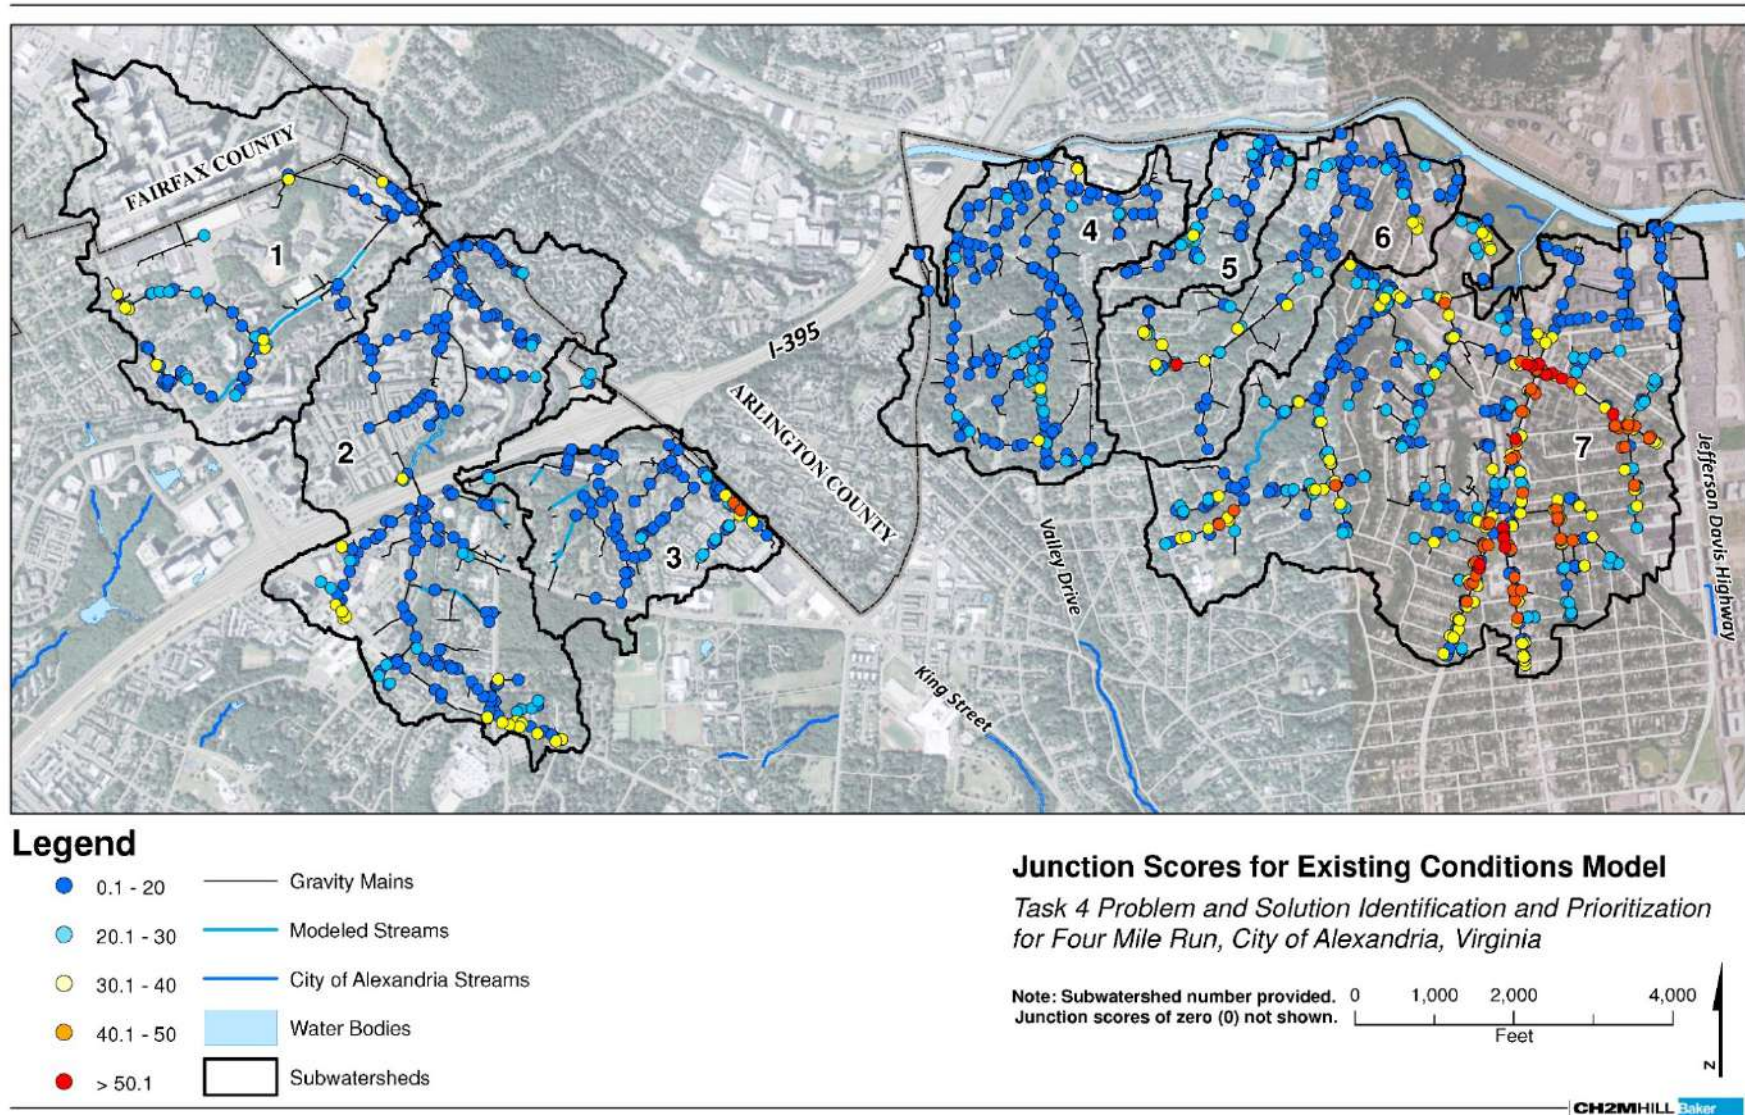 FAIRFAX COUNTY
1
2
3
I-395
ARLINGTON COUNTY
4
5
6
7
Valley Drive
King Street
Jefferson Davis Highway
Legend
0.1 - 20
20.1 - 30
30.1 - 40
40.1 - 50
> 50.1
Gravity Mains
Modeled Streams
City of Alexandria Streams
Water Bodies
Subwatersheds
Junction Scores for Existing Conditions Model
Task 4 Problem and Solution Identification and Prioritization
for Four Mile Run, City of Alexandria, Virginia
Note: Subwatershed number provided.
Junction scores of zero (0) not shown.
0 1,000 2,000 4,000
Feet
N
CH2MHILL Baker